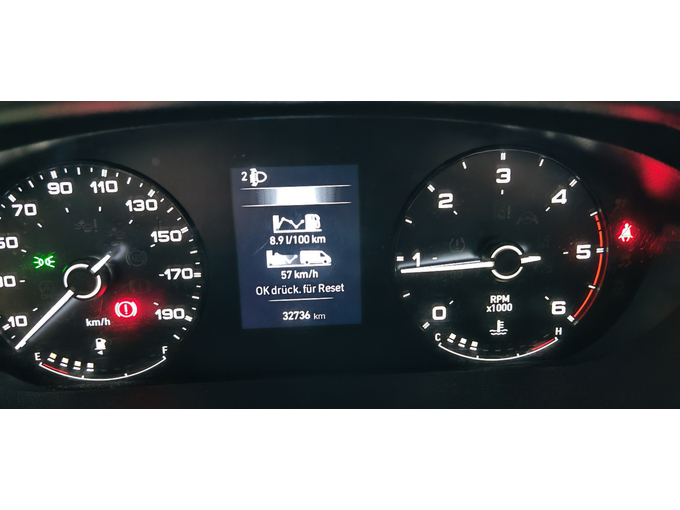 70 90 110 130 150 170 190
10
km/h
E F
2
8.9 l/100 km
57 km/h
OK drück. für Reset
32736 km
0 1 2 3 4 5 6
RPM
x1000
C H